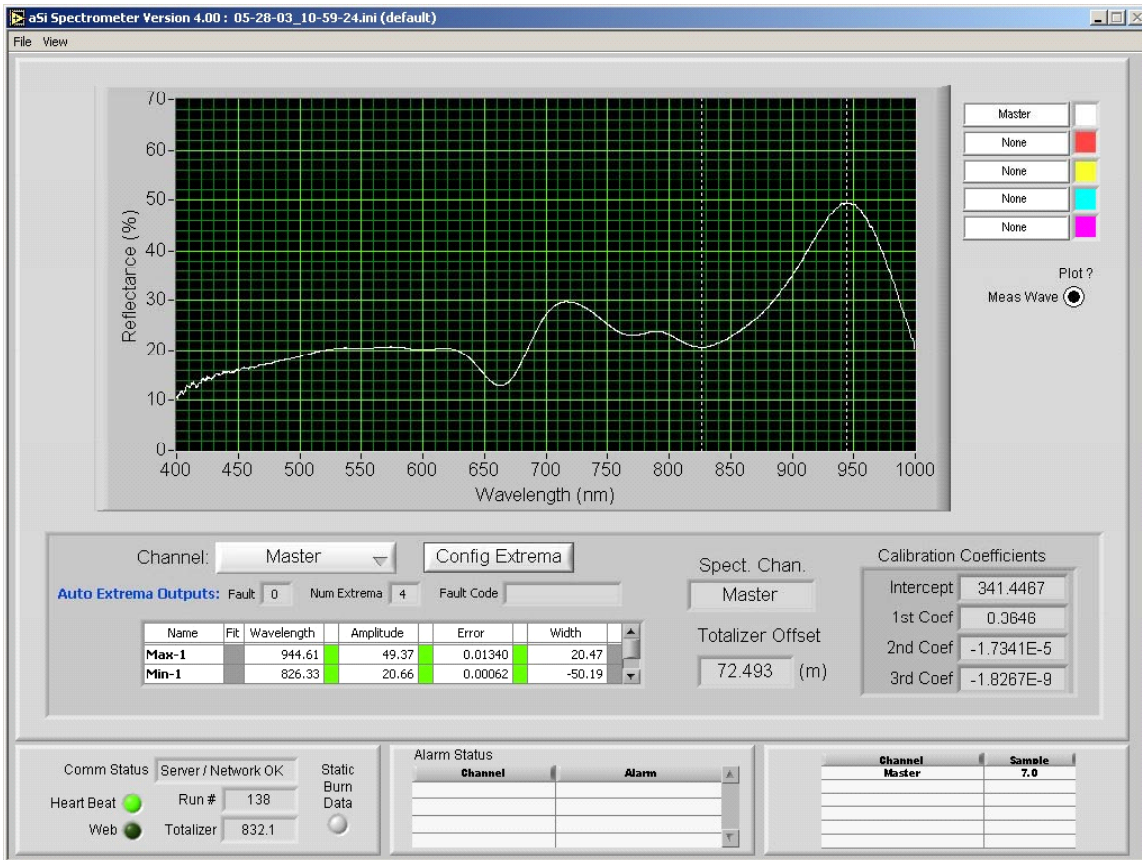 aSi Spectrometer Version 4.00 : 05-28-03_10-59-24.ini (default)
File View
70
60
50
40
30
20
10
0
Reflectance (%)
400 450 500 550 600 650 700 750 800 850 900 950 1000
Wavelength (nm)
Master
None
None
None
None
Plot ?
Meas Wave
Channel: Master Config Extrema
Auto Extrema Outputs: Fault 0 Num Extrema 4 Fault Code
Name Fit Wavelength Amplitude Error Width
Max-1 944.61 49.37 0.01340 20.47
Min-1 826.33 20.66 0.00062 -50.19
Spect. Chan.
Master
Totalizer Offset
72.493 (m)
Calibration Coefficients
Intercept 341.4467
1st Coef 0.3646
2nd Coef -1.7341E-5
3rd Coef -1.8267E-9
Comm Status Server / Network OK
Heart Beat Run # 138
Web Totalizer 832.1
Static
Burn
Data
Alarm Status
Channel Alarm
Channel Sample
Master 7.0